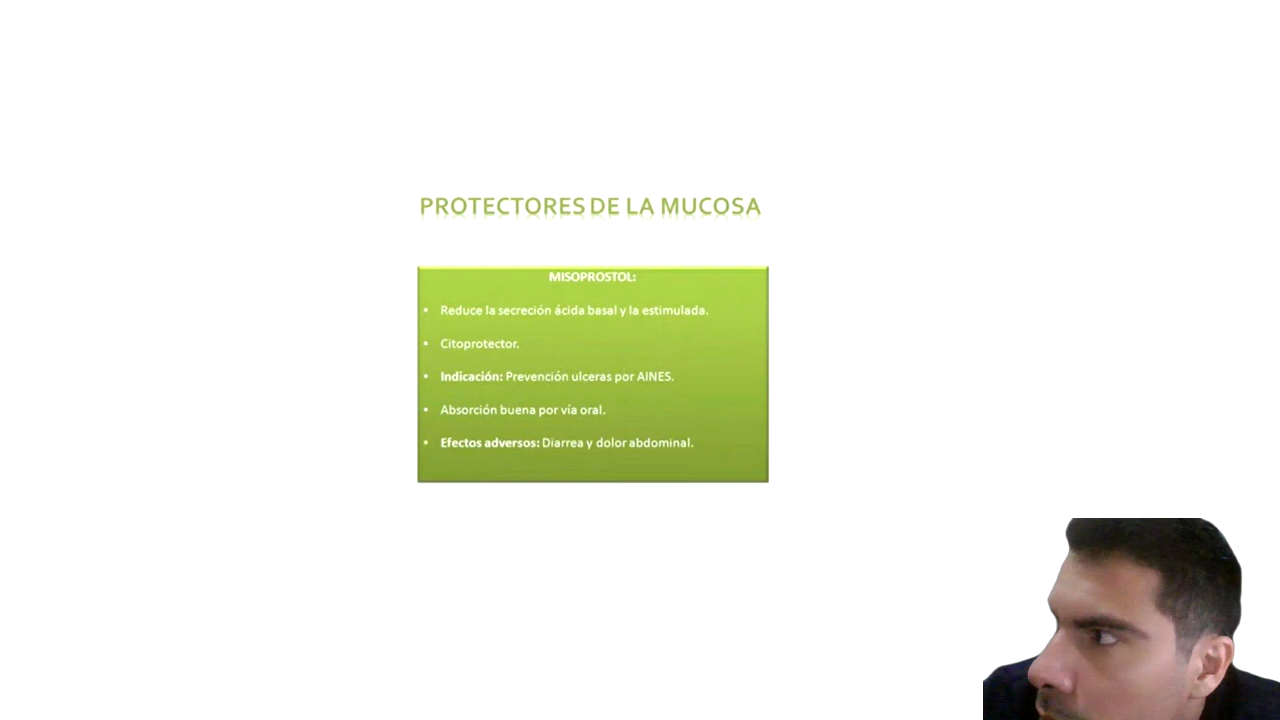 PROTECTORES DE LA MUCOSA
MISOPROSTOL:
• Reduce la secreción ácida basal y la estimulada.
• Citoprotector.
• Indicación: Prevención ulceras por AINES.
• Absorción buena por vía oral.
• Efectos adversos: Diarrea y dolor abdominal.